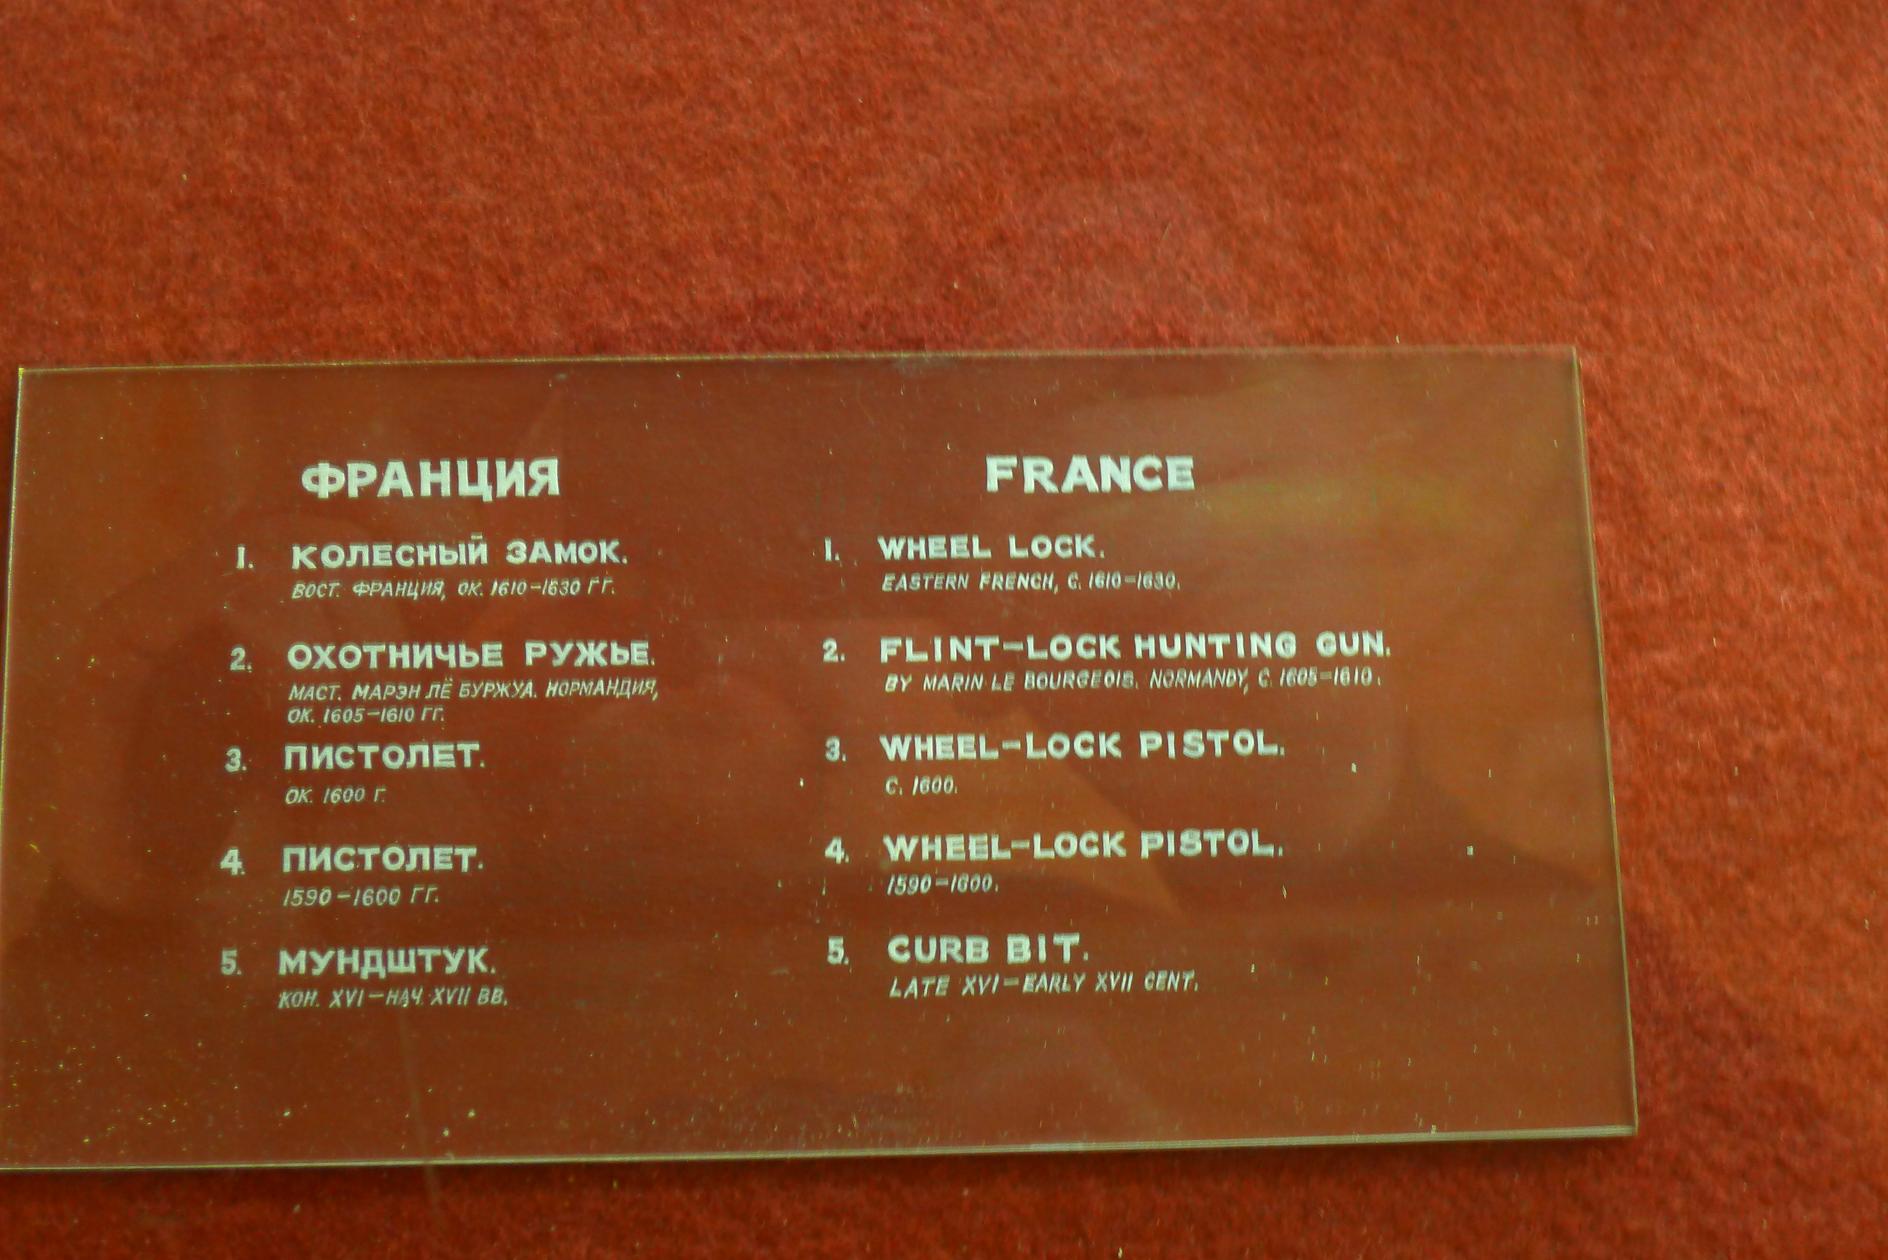 ФРАНЦИЯ
1. КОЛЕСНЫЙ ЗАМОК.
ВОСТ. ФРАНЦИЯ, ОК. 1610–1630 ГГ.
2. ОХОТНИЧЬЕ РУЖЬЕ.
МАСТ. МАРЭН ЛЁ БУРЖУА. НОРМАНДИЯ,
ОК. 1605–1610 ГГ.
3. ПИСТОЛЕТ.
ОК. 1600 Г.
4. ПИСТОЛЕТ.
1590–1600 ГГ.
5. МУНДШТУК.
КОН. XVI–НАЧ. XVII ВВ.
FRANCE
1. WHEEL LOCK.
EASTERN FRENCH, C. 1610–1630.
2. FLINT–LOCK HUNTING GUN.
BY MARIN LE BOURGEOIS. NORMANDY, C. 1605–1610.
3. WHEEL–LOCK PISTOL.
C. 1600.
4. WHEEL–LOCK PISTOL.
1590–1600.
5. CURB BIT.
LATE XVI–EARLY XVII CENT.